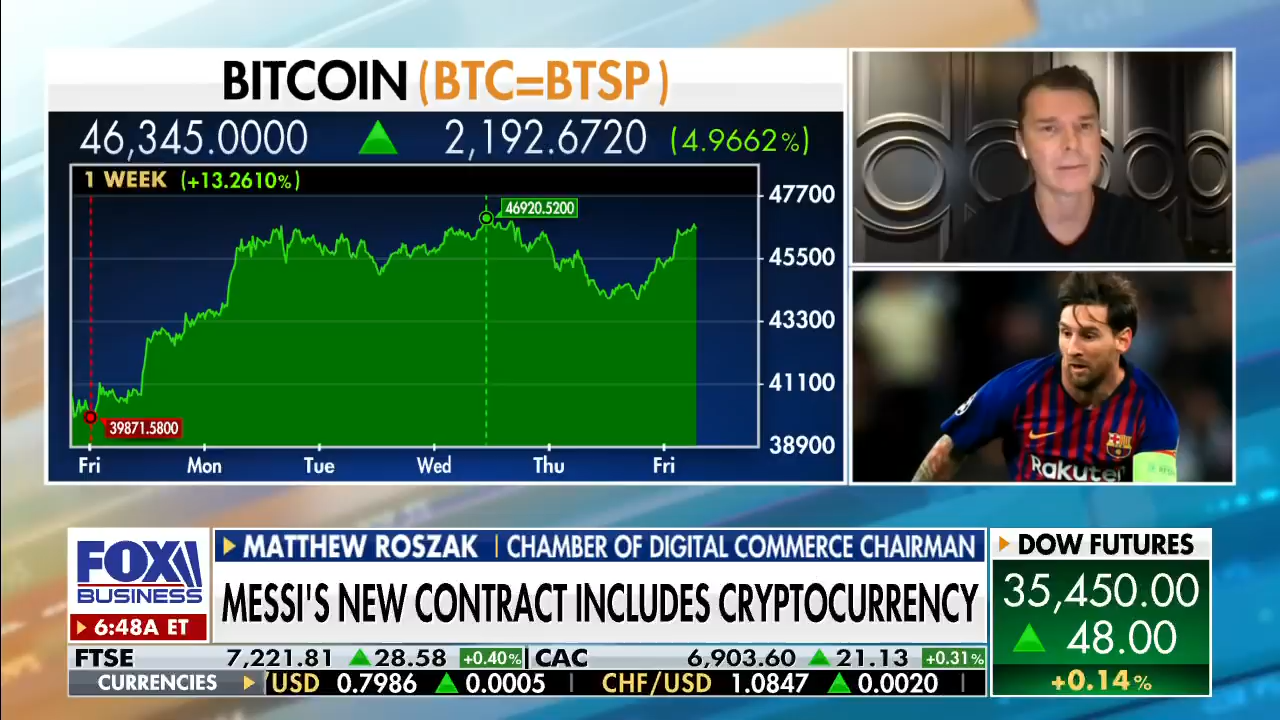 BITCOIN (BTC=BTSP )
46,345.0000 ▲ 2,192.6720 (4.9662%)
1 WEEK (+13.2610%)
47700
46920.5200
45500
43300
41100
39871.5800
38900
Fri Mon Tue Wed Thu Fri
Rakuten
FOX
BUSINESS
6:48A ET
MATTHEW ROSZAK | CHAMBER OF DIGITAL COMMERCE CHAIRMAN
MESSI'S NEW CONTRACT INCLUDES CRYPTOCURRENCY
DOW FUTURES
35,450.00
▲ 48.00
+0.14%
FTSE 7,221.81 ▲ 28.58 +0.40% | CAC 6,903.60 ▲ 21.13 +0.31%
CURRENCIES /USD 0.7986 ▲ 0.0005 | CHF/USD 1.0847 ▲ 0.0020 |